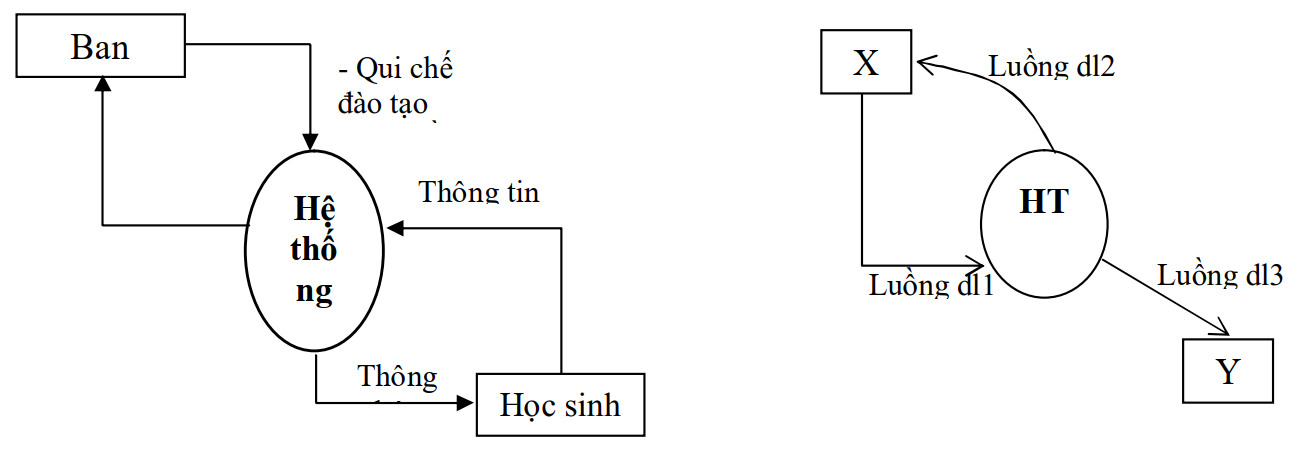 Ban
- Qui chế
đào tạo
Hệ
thố
ng
Thông tin
Thông
Học sinh
X
Luồng dl2
HT
Luồng dl1
Luồng dl3
Y